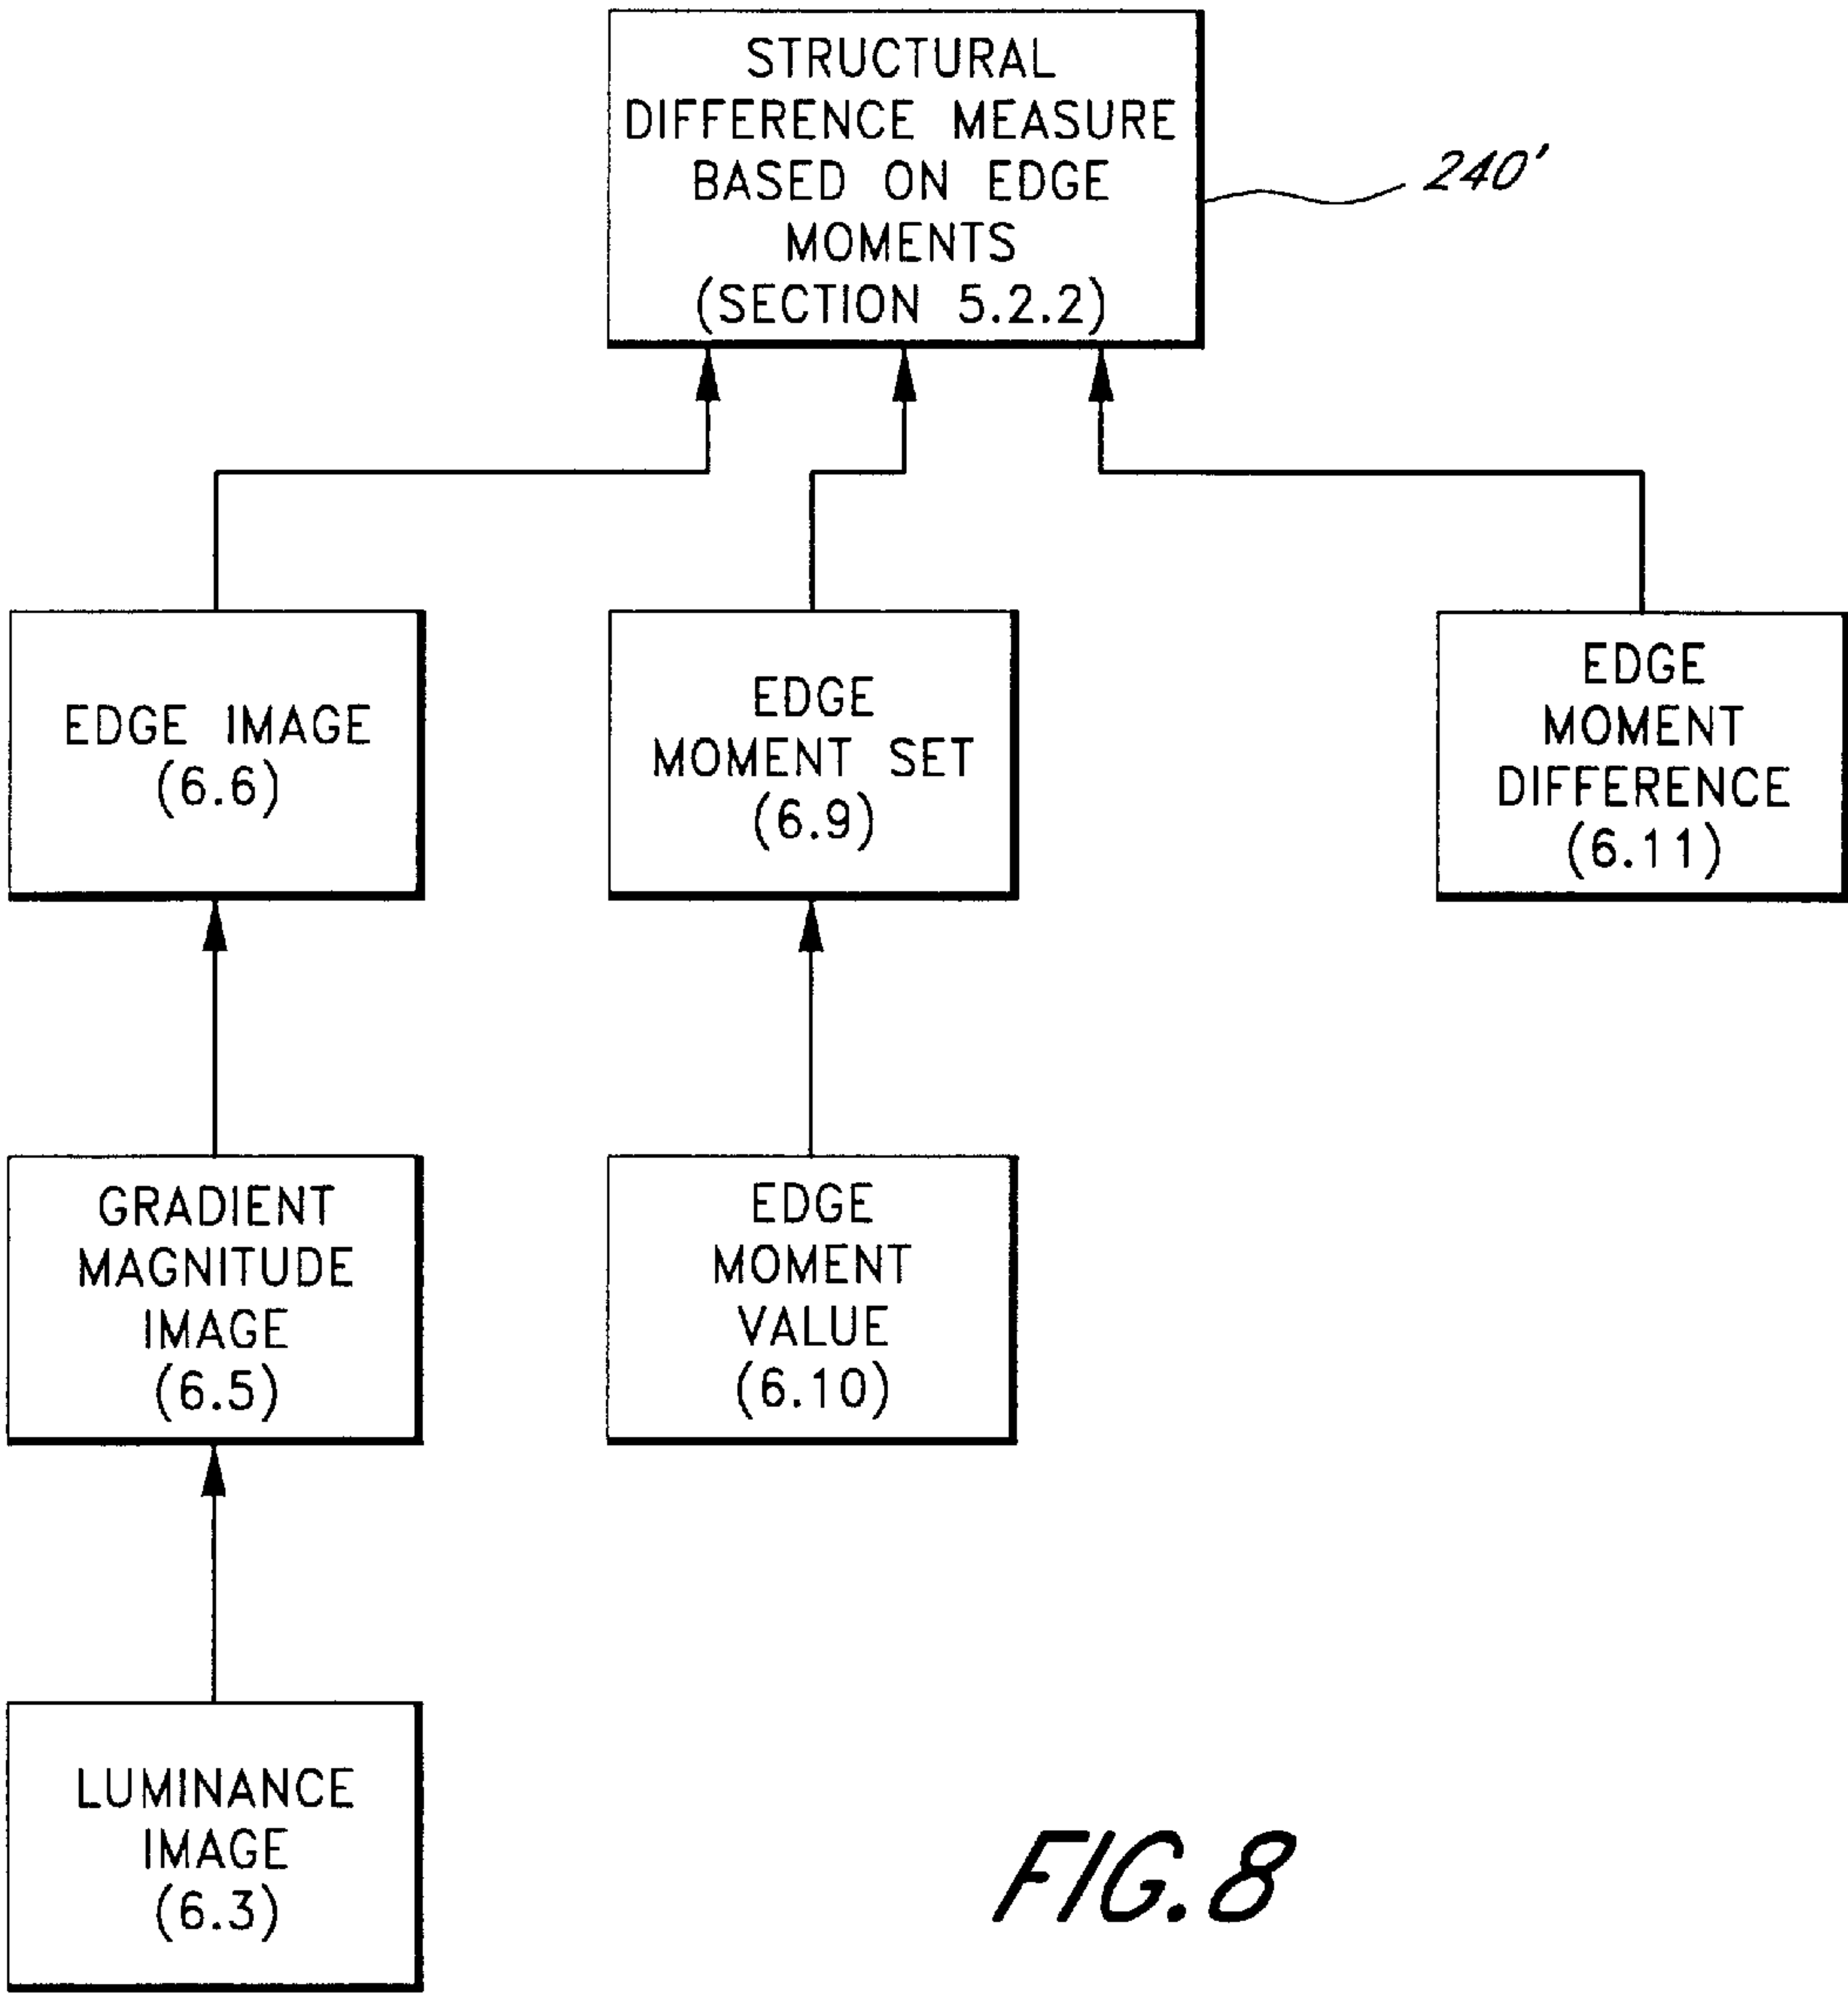 STRUCTURAL
DIFFERENCE MEASURE
BASED ON EDGE
MOMENTS
(SECTION 5.2.2)
240'
EDGE IMAGE
(6.6)
EDGE
MOMENT SET
(6.9)
EDGE
MOMENT
DIFFERENCE
(6.11)
GRADIENT
MAGNITUDE
IMAGE
(6.5)
EDGE
MOMENT
VALUE
(6.10)
LUMINANCE
IMAGE
(6.3)
FIG.8